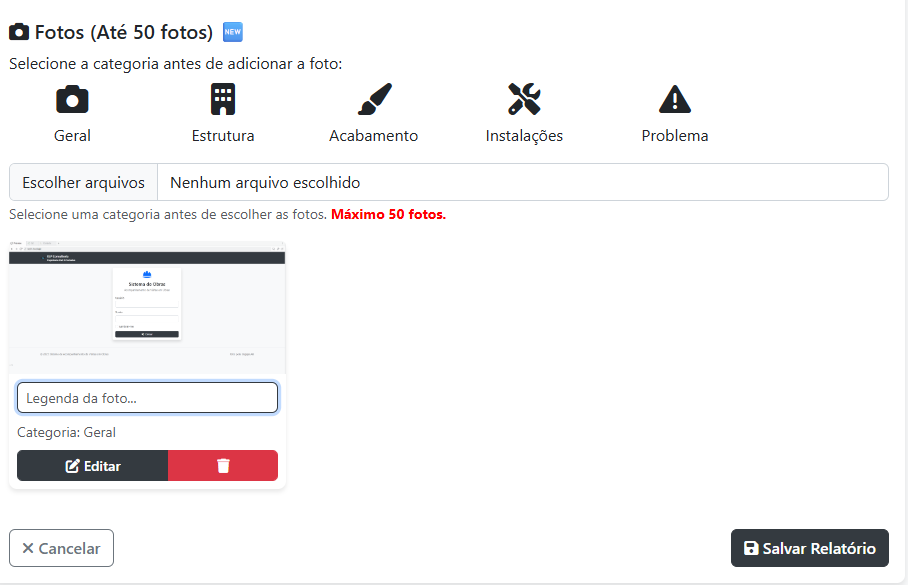 Fotos (Até 50 fotos) NEW
Selecione a categoria antes de adicionar a foto:
Geral
Estrutura
Acabamento
Instalações
Problema
Escolher arquivos
Nenhum arquivo escolhido
Selecione uma categoria antes de escolher as fotos. Máximo 50 fotos.
Sistema de Obras
Legenda da foto...
Categoria: Geral
Editar
Cancelar
Salvar Relatório